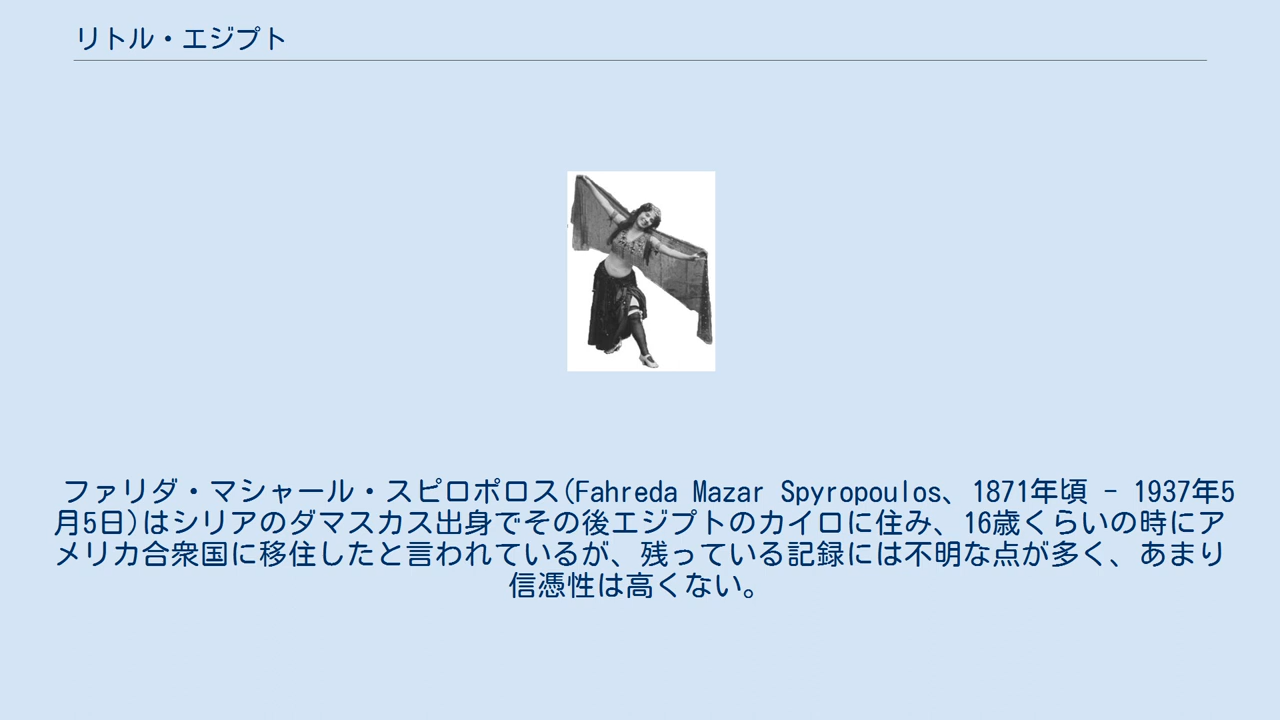 リトル・エジプト
ファリダ・マシャール・スピロポロス(Fahreda Mazar Spyropoulos、1871年頃 - 1937年5
月5日)はシリアのダマスカス出身でその後エジプトのカイロに住み、16歳くらいの時にア
メリカ合衆国に移住したと言われているが、残っている記録には不明な点が多く、あまり
信憑性は高くない。